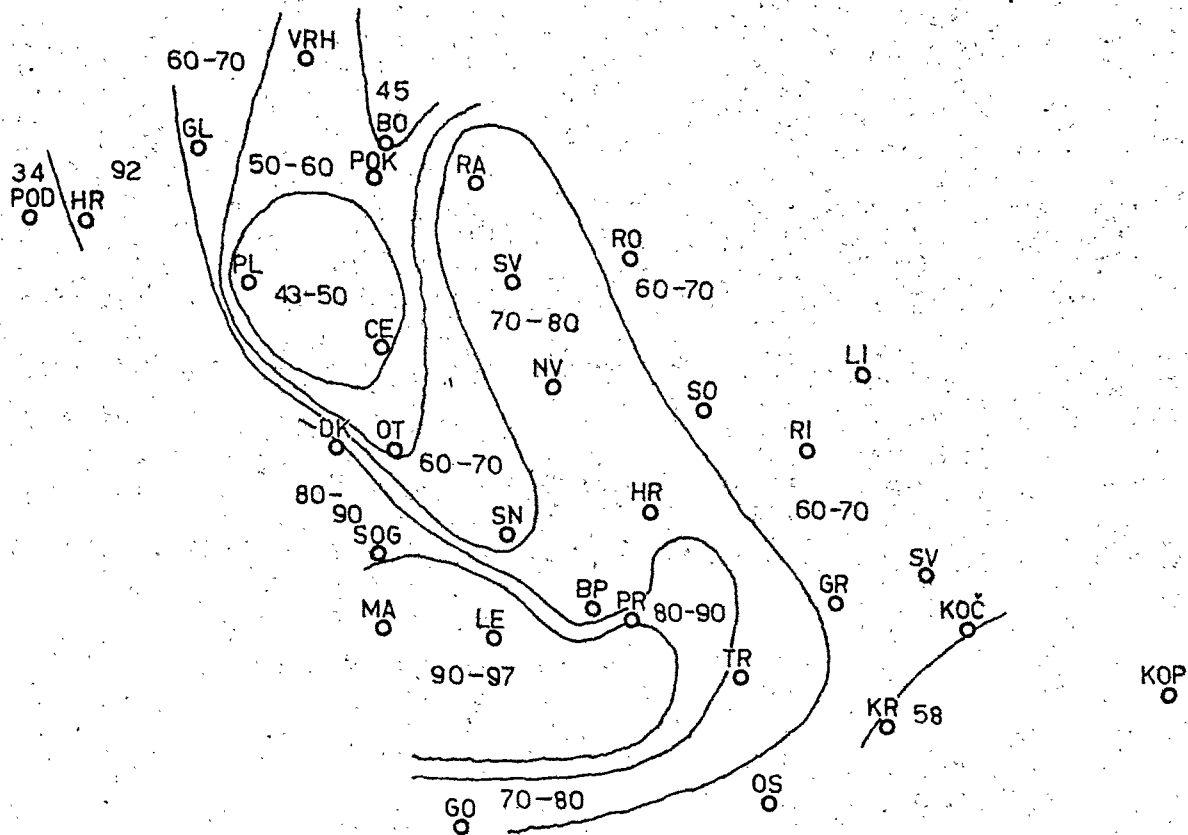 VRH
60-70
45
BO
GL
50-60
POK
RA
34
92
POD
HR
RO
PL
SV
60-70
43-50
70-80
CE
NV
LI
SO
DK
OT
RI
60-70
80-
90
HR
60-70
SN
SOG
SV
BP
PR
80-90
GR
KOČ
MA
LE
90-97
TR
KOP
KR
58
70-80
OS
GO